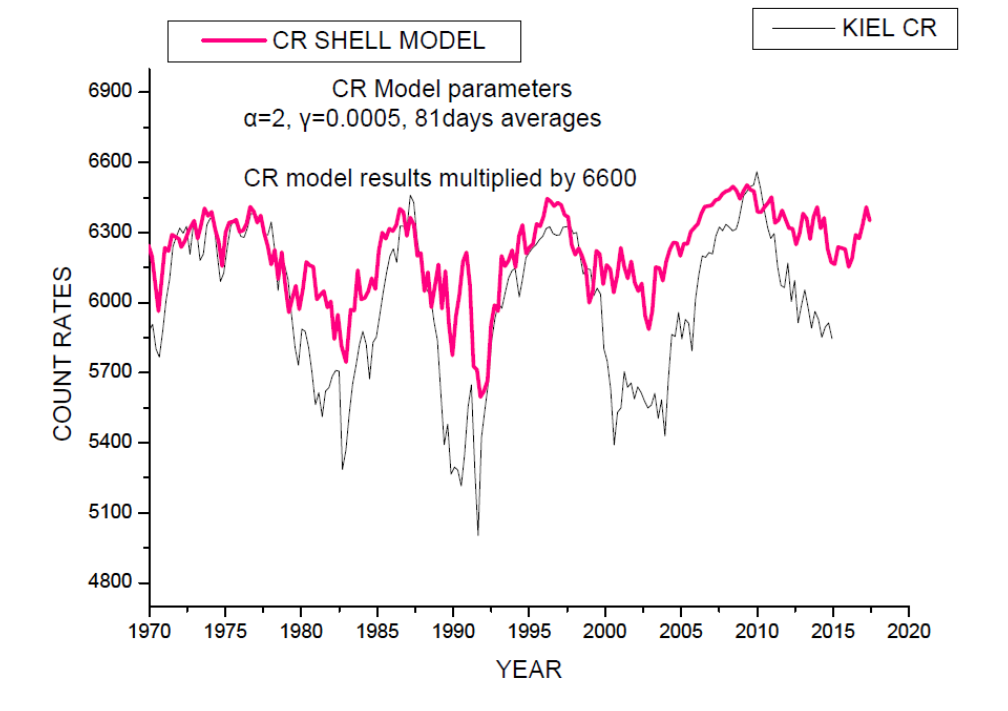 CR SHELL MODEL
KIEL CR
CR Model parameters
α=2, γ=0.0005, 81days averages
CR model results multiplied by 6600
COUNT RATES
6900
6600
6300
6000
5700
5400
5100
4800
1970 1975 1980 1985 1990 1995 2000 2005 2010 2015 2020
YEAR